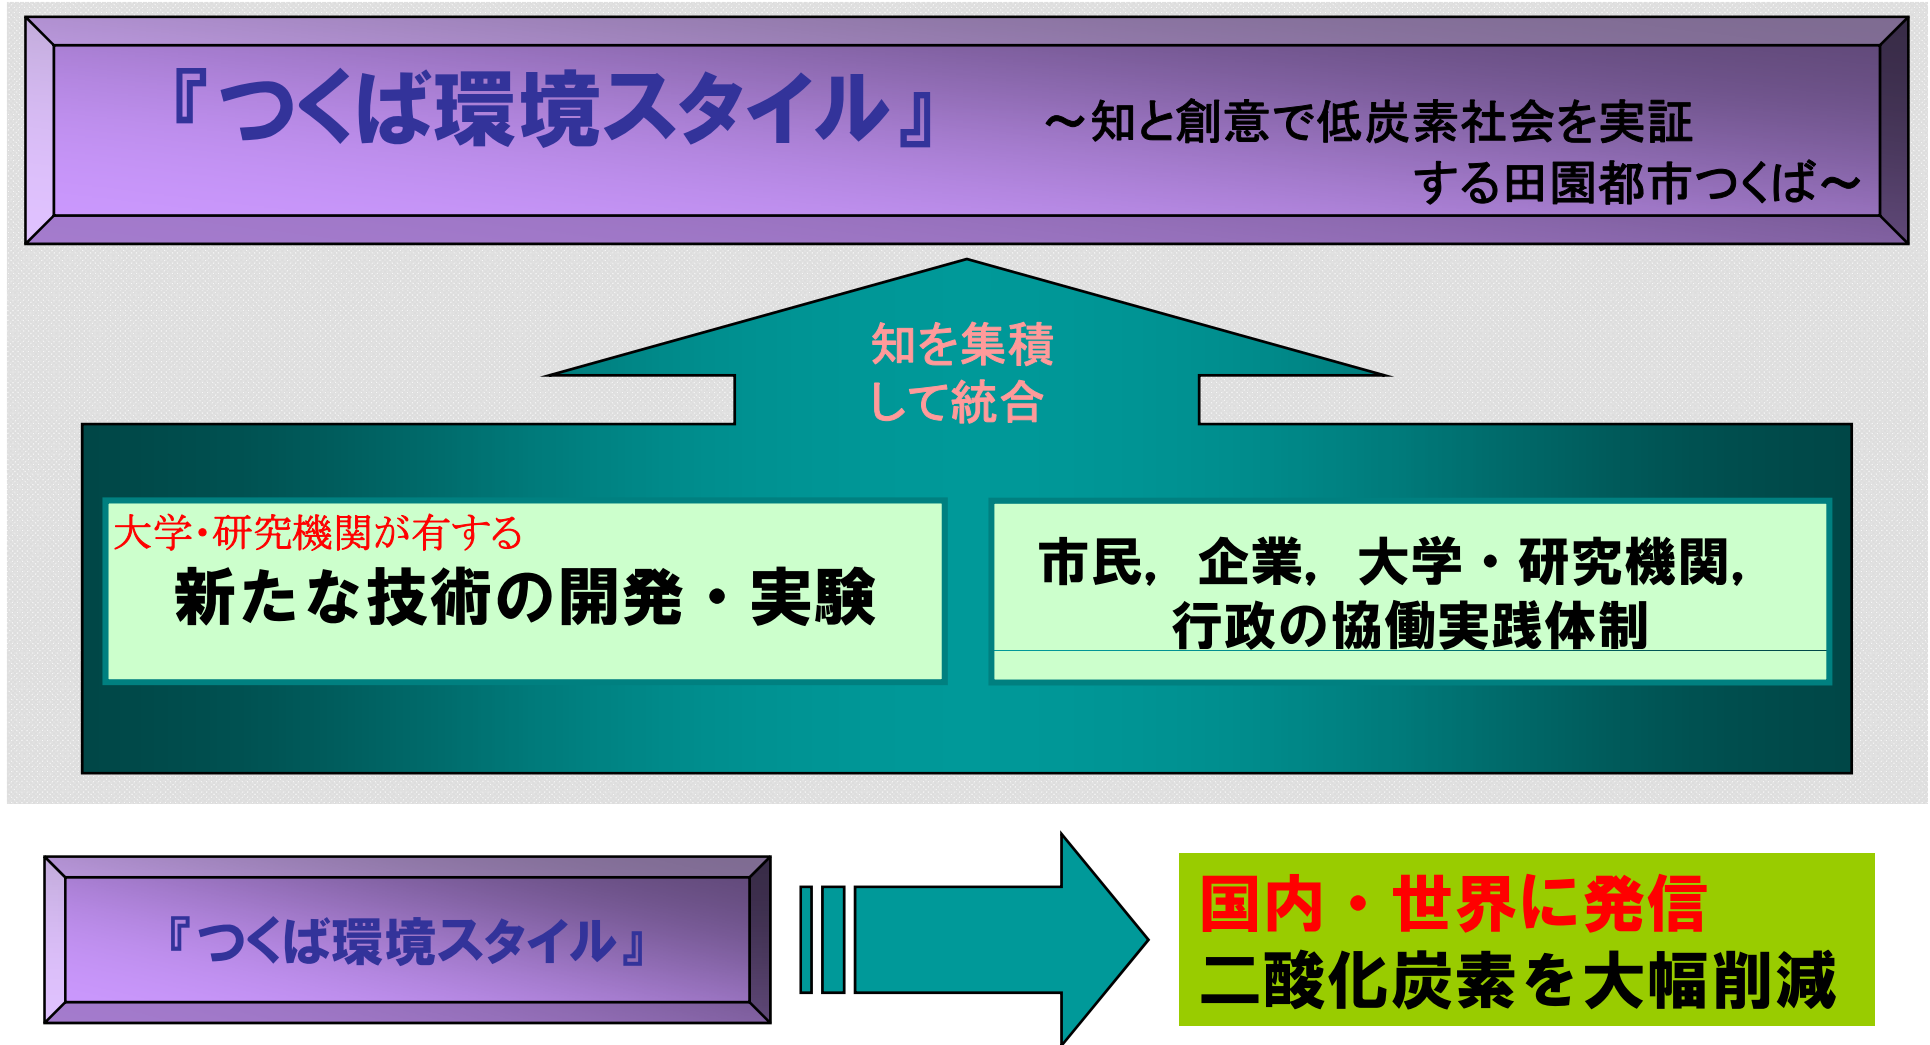 『つくば環境スタイル』
～知と創意で低炭素社会を実証
する田園都市つくば～
知を集積
して統合
大学・研究機関が有する
新たな技術の開発・実験
市民，企業，大学・研究機関，
行政の協働実践体制
『つくば環境スタイル』
国内・世界に発信
二酸化炭素を大幅削減